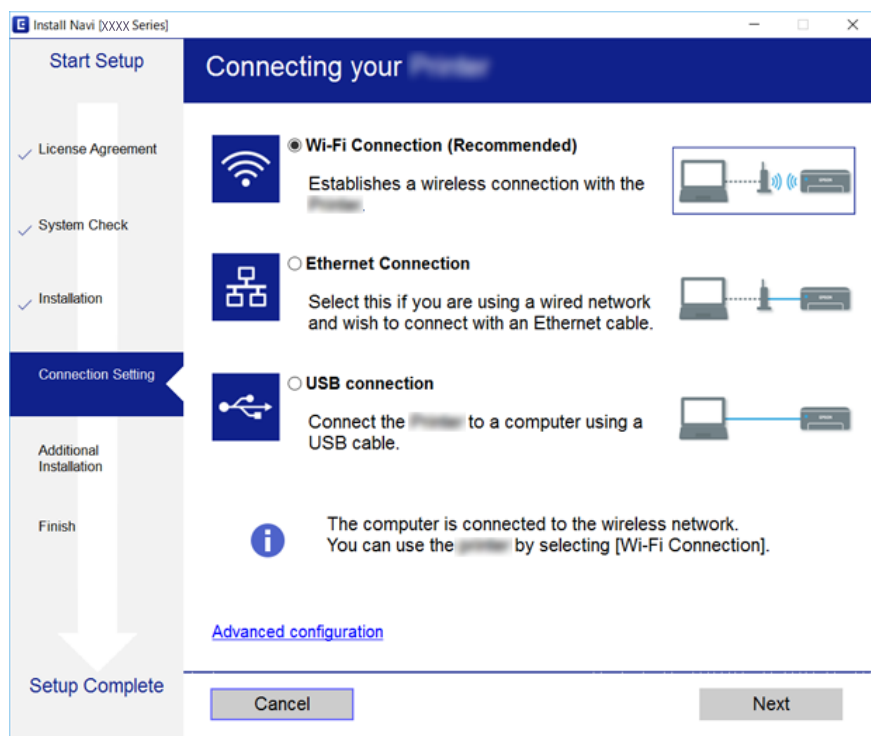 Install Navi [XXXX Series]
Start Setup
License Agreement
System Check
Installation
Connection Setting
Additional
Installation
Finish
Setup Complete
Connecting your
Wi-Fi Connection (Recommended)
Establishes a wireless connection with the
.
Ethernet Connection
Select this if you are using a wired network
and wish to connect with an Ethernet cable.
USB connection
Connect the to a computer using a
USB cable.
The computer is connected to the wireless network.
You can use the by selecting [Wi-Fi Connection].
Advanced configuration
Cancel
Next